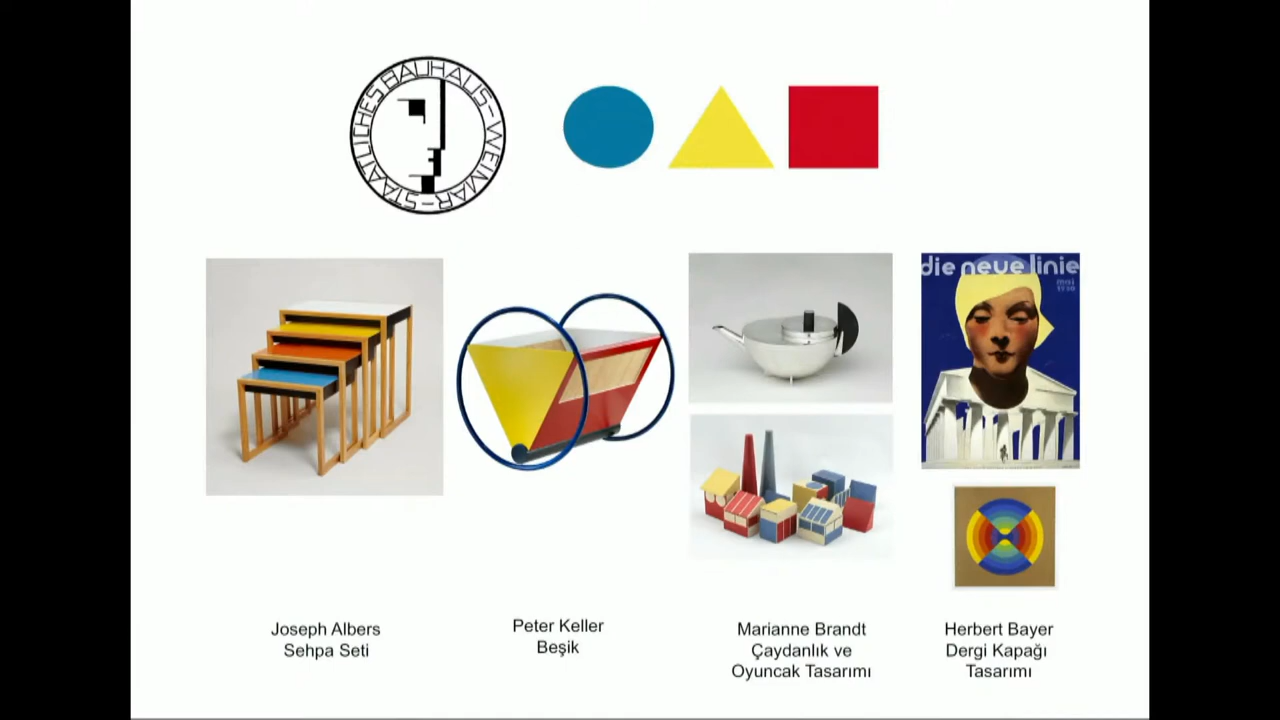 STAATLICHES BAUHAUS - WEIMAR -
die neue linie
mai
1930
Joseph Albers
Sehpa Seti
Peter Keller
Beşik
Marianne Brandt
Çaydanlık ve
Oyuncak Tasarımı
Herbert Bayer
Dergi Kapağı
Tasarımı